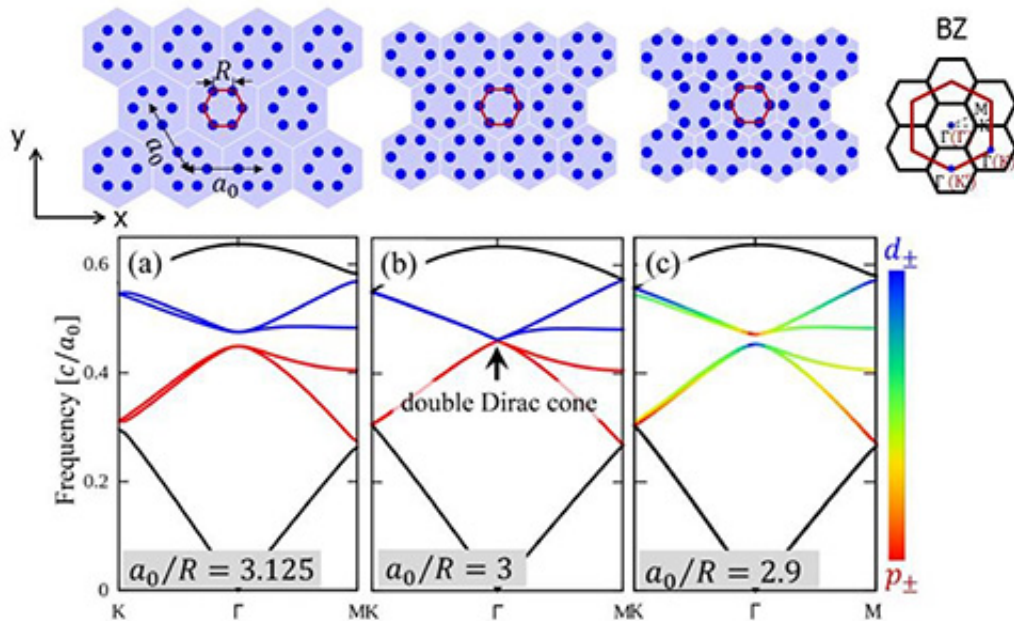 BZ
R
a₀
a₀
y
x
M
K
Γ(Γ)
Γ(K)
Γ(K')
(a)
(b)
(c)
d±
p±
Frequency [c/a₀]
0.6
0.4
0.2
0
double Dirac cone
a₀/R = 3.125
a₀/R = 3
a₀/R = 2.9
K
Γ
MK
Γ
MK
Γ
M